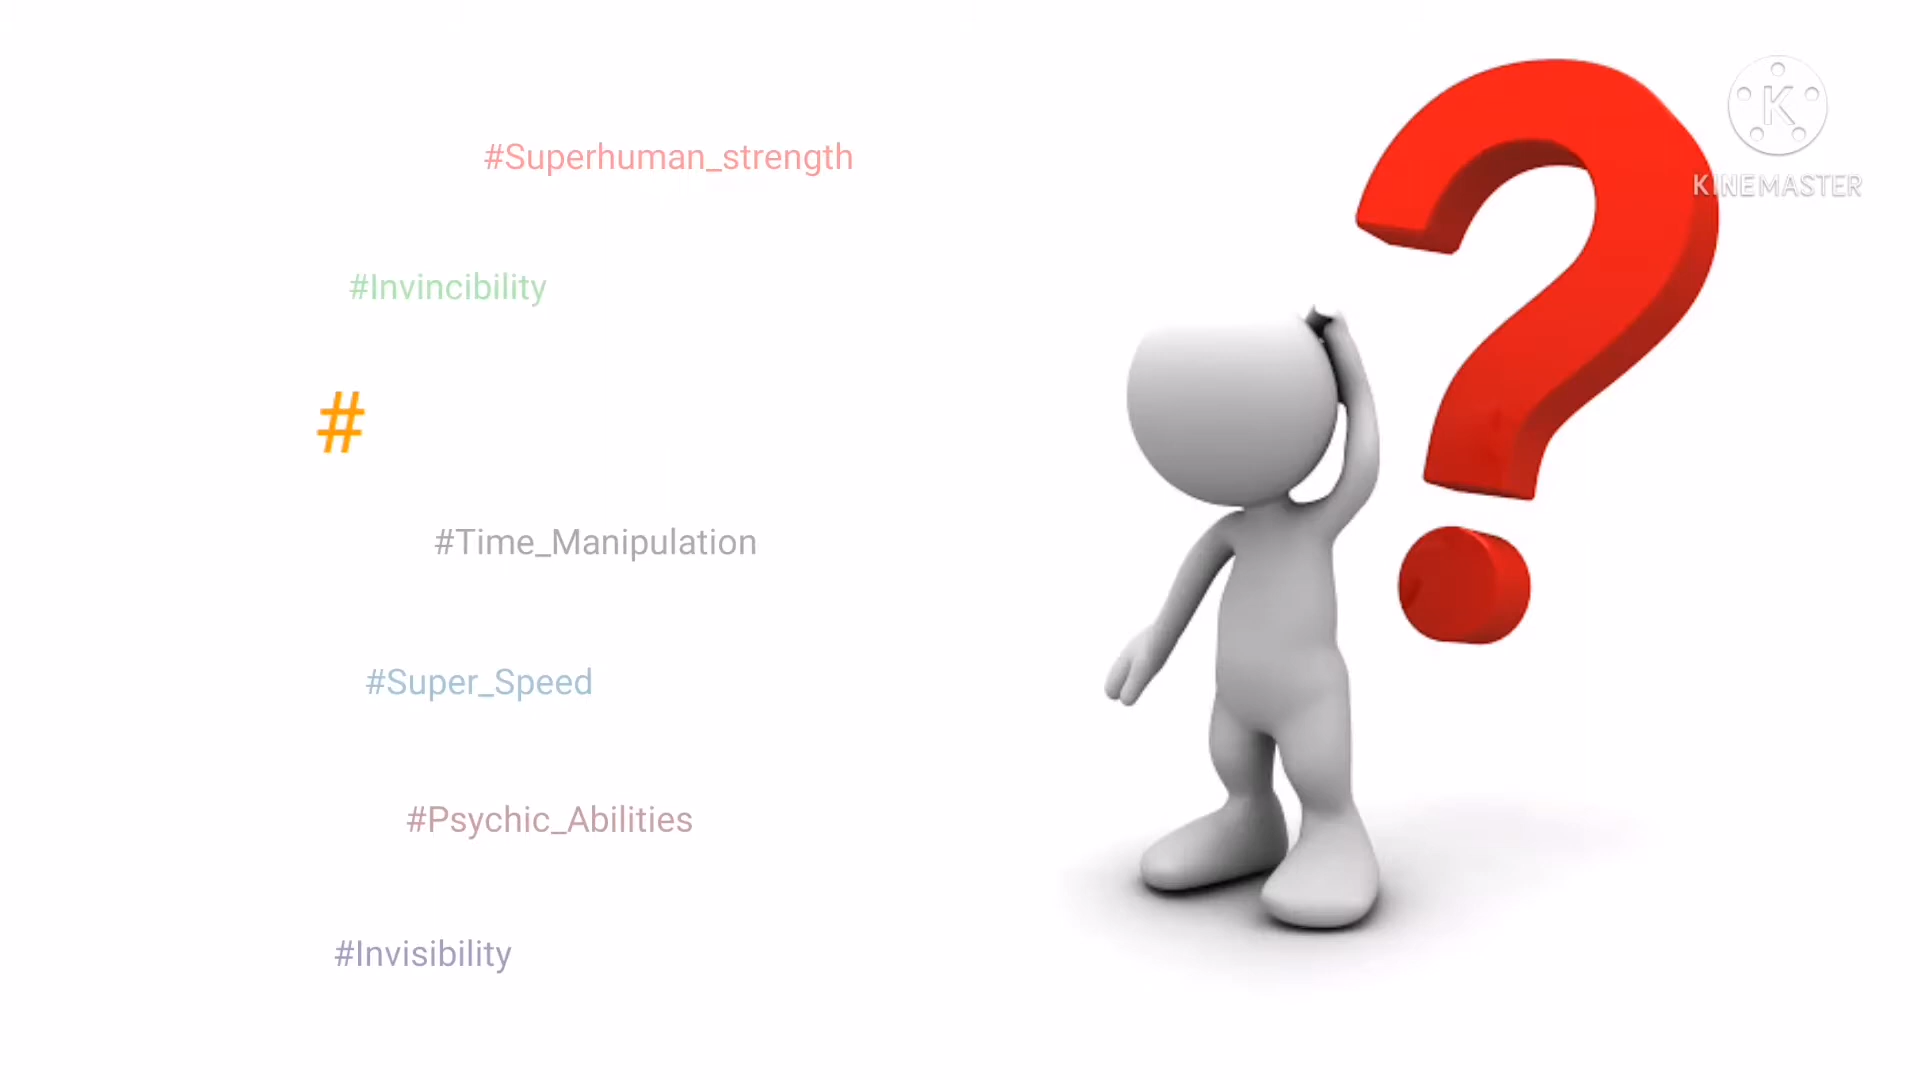 #Superhuman_strength
#Invincibility
#
#Time_Manipulation
#Super_Speed
#Psychic_Abilities
#Invisibility
K
KINEMASTER